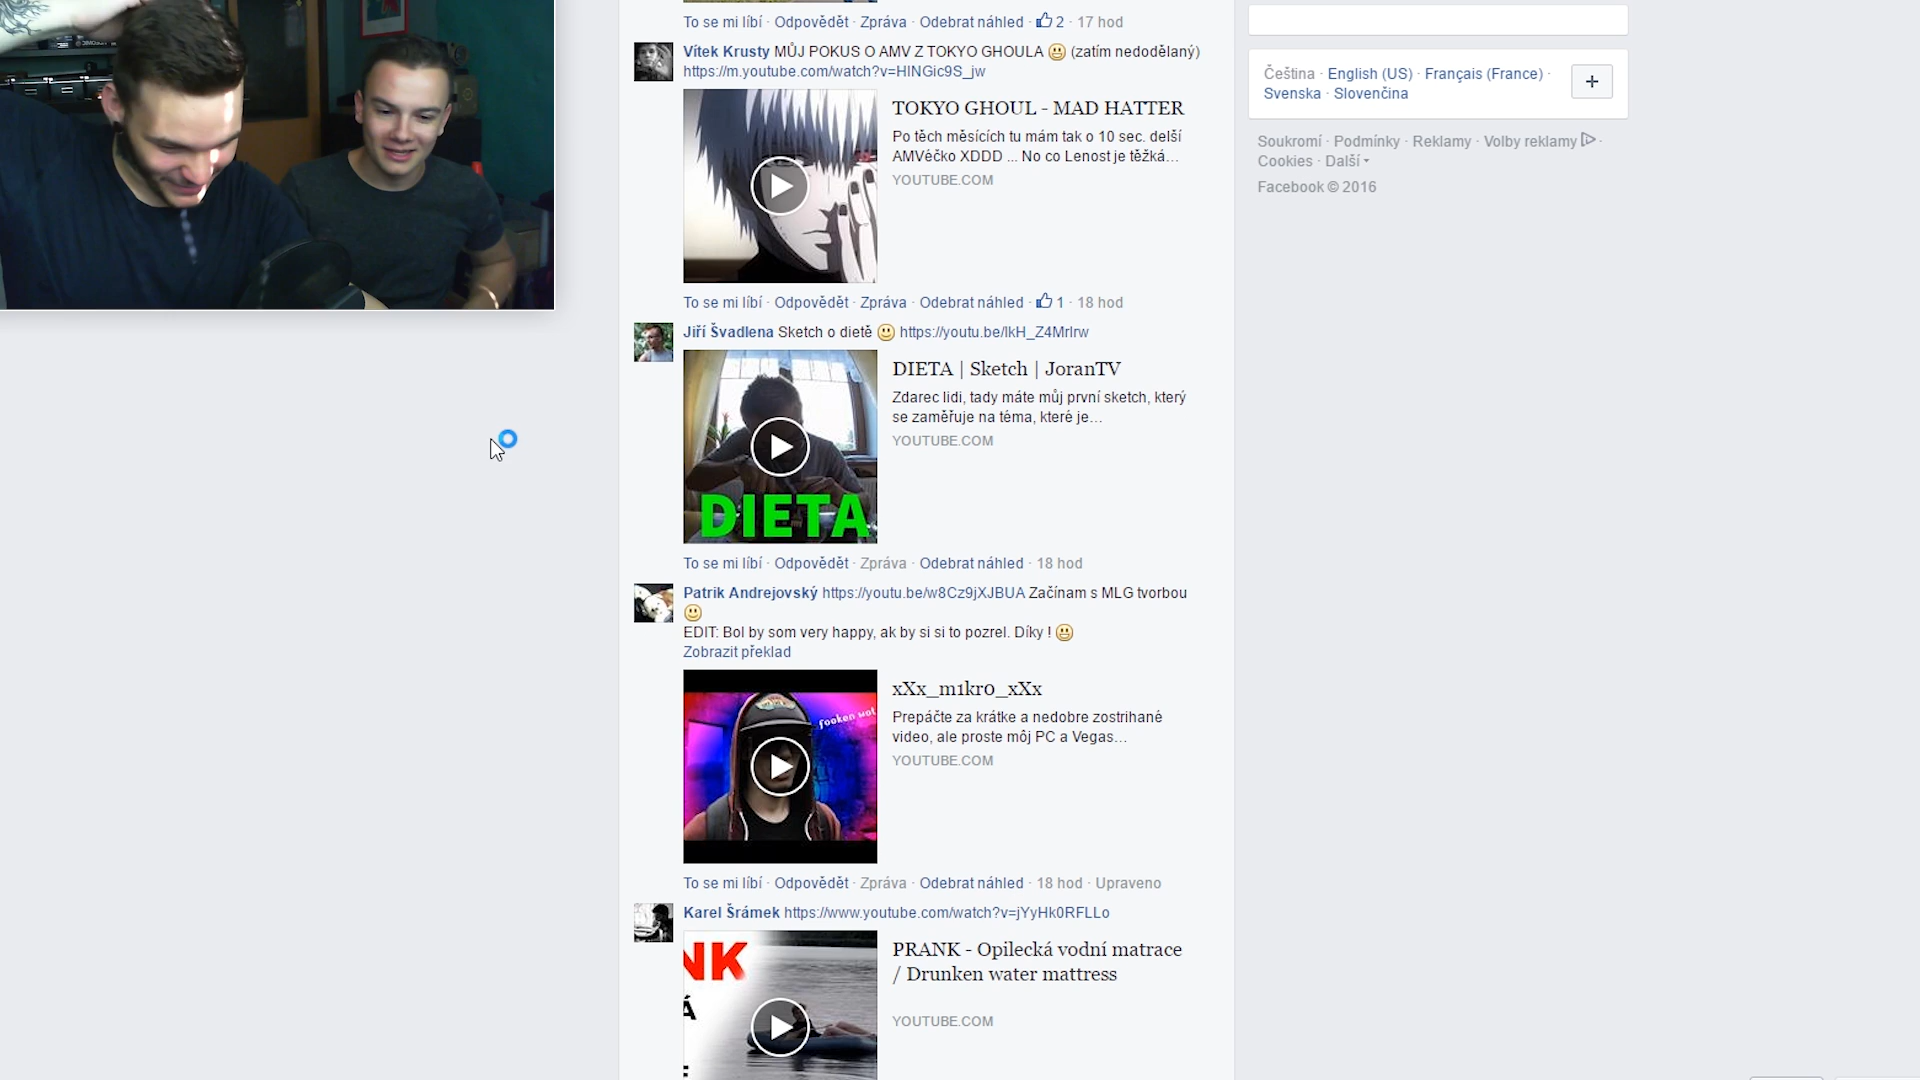 To se mi líbí · Odpovědět · Zpráva · Odebrat náhled · 2 · 17 hod
Vítek Krusty MŮJ POKUS O AMV Z TOKYO GHOULA (zatím nedodělaný)
https://m.youtube.com/watch?v=HlNGic9S_jw
TOKYO GHOUL - MAD HATTER
Po těch měsících tu mám tak o 10 sec. delší
AMVéčko XDDD ... No co Lenost je těžká...
YOUTUBE.COM
To se mi líbí · Odpovědět · Zpráva · Odebrat náhled · 1 · 18 hod
Jiří Švadlena Sketch o dietě https://youtu.be/IkH_Z4MrIrw
DIETA | Sketch | JoranTV
Zdarec lidi, tady máte můj první sketch, který
se zaměřuje na téma, které je...
YOUTUBE.COM
DIETA
To se mi líbí · Odpovědět · Zpráva · Odebrat náhled · 18 hod
Patrik Andrejovský https://youtu.be/w8Cz9jXJBUA Začínam s MLG tvorbou
EDIT: Bol by som very happy, ak by si si to pozrel. Díky !
Zobrazit překlad
xXx_m1kr0_xXx
Prepáčte za krátke a nedobre zostrihané
video, ale proste môj PC a Vegas...
YOUTUBE.COM
fooken wot
To se mi líbí · Odpovědět · Zpráva · Odebrat náhled · 18 hod · Upraveno
Karel Šrámek https://www.youtube.com/watch?v=jYyHk0RFLLo
PRANK - Opilecká vodní matrace
/ Drunken water mattress
YOUTUBE.COM
NK
Á
Čeština · English (US) · Français (France) ·
Svenska · Slovenčina
+
Soukromí · Podmínky · Reklamy · Volby reklamy ·
Cookies · Další
Facebook © 2016